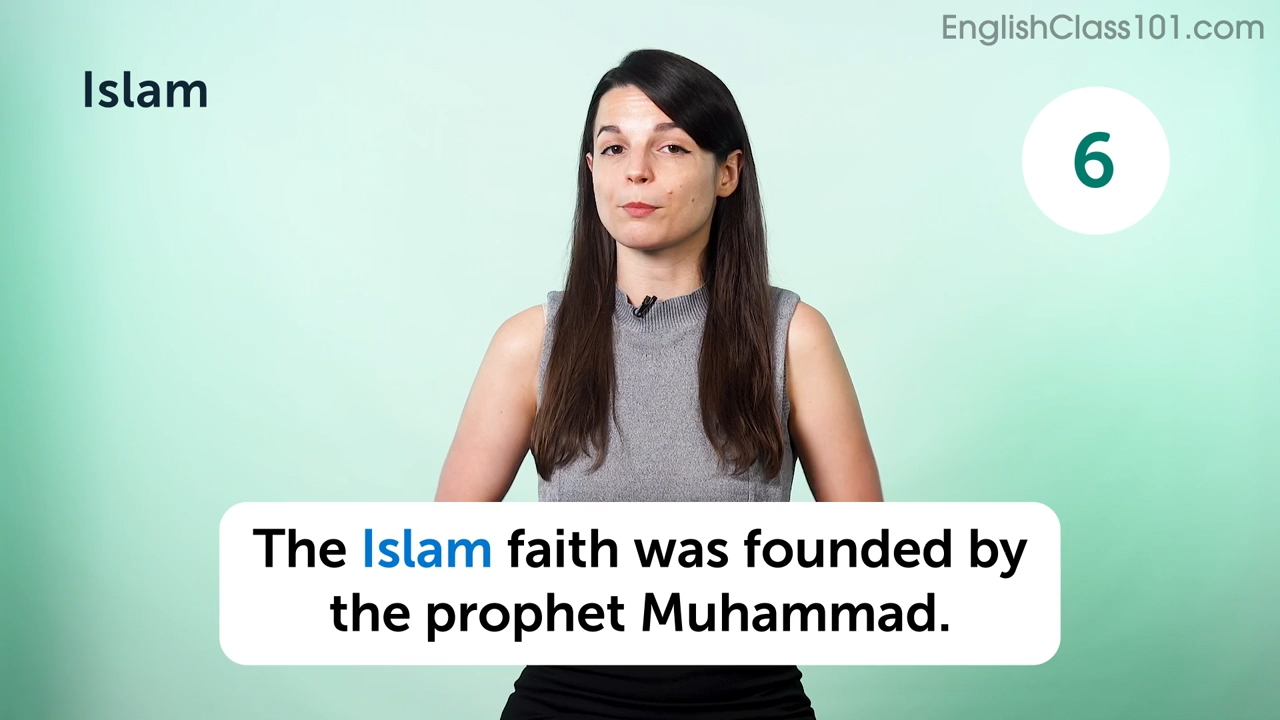 EnglishClass101.com
Islam
6
The Islam faith was founded by
the prophet Muhammad.